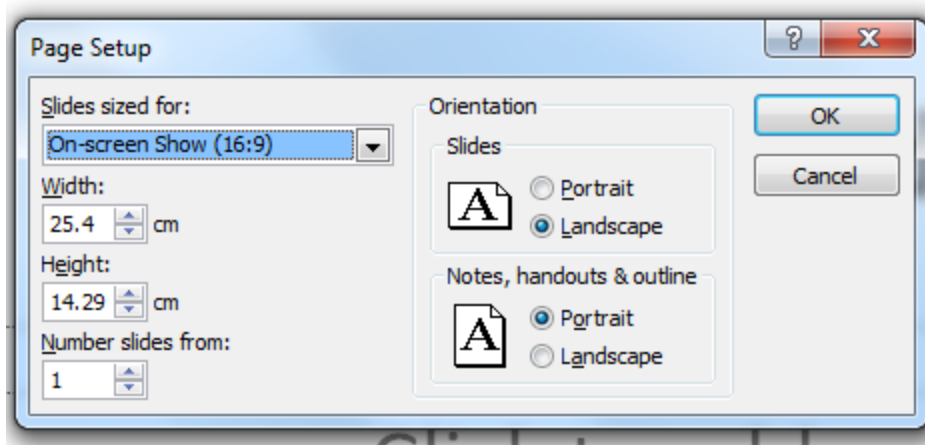 Page Setup
?
X
Slides sized for:
On-screen Show (16:9)
Width:
25.4 cm
Height:
14.29 cm
Number slides from:
1
Orientation
Slides
A
Portrait
Landscape
Notes, handouts & outline
A
Portrait
Landscape
OK
Cancel